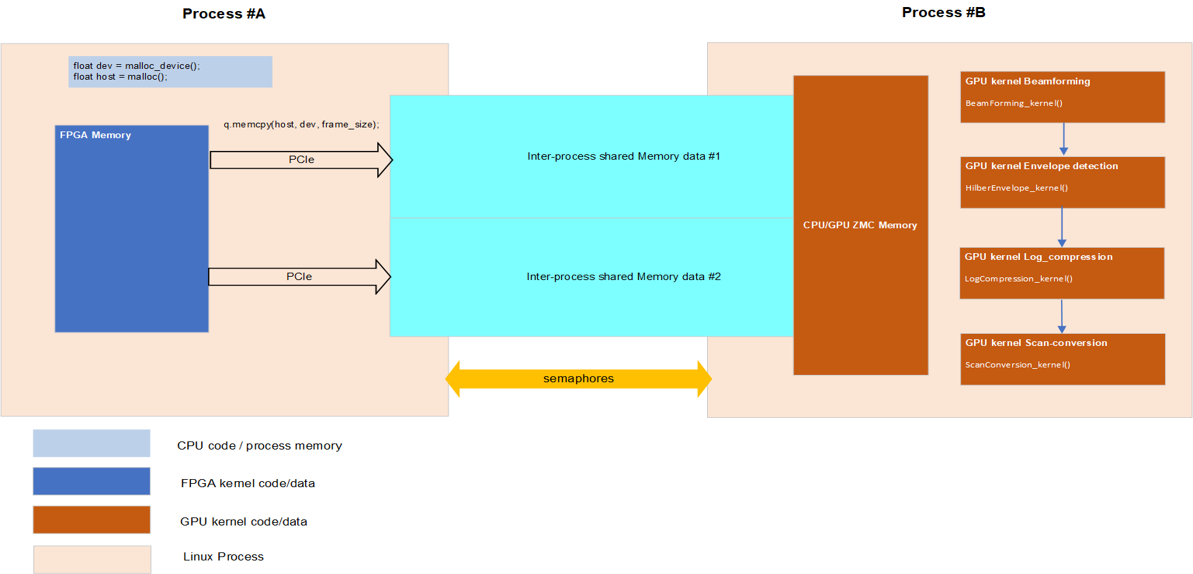 Process #A
Process #B
float dev = malloc_device();
float host = malloc();
FPGA Memory
q.memcpy(host, dev, frame_size);
PCIe
PCIe
Inter-process shared Memory data #1
Inter-process shared Memory data #2
semaphores
CPU/GPU ZMC Memory
GPU kernel Beamforming
BeamForming_kernel()
GPU kernel Envelope detection
HilberEnvelope_kernel()
GPU kernel Log_compression
LogCompression_kernel()
GPU kernel Scan-conversion
ScanConversion_kernel()
CPU code / process memory
FPGA kernel code/data
GPU kernel code/data
Linux Process